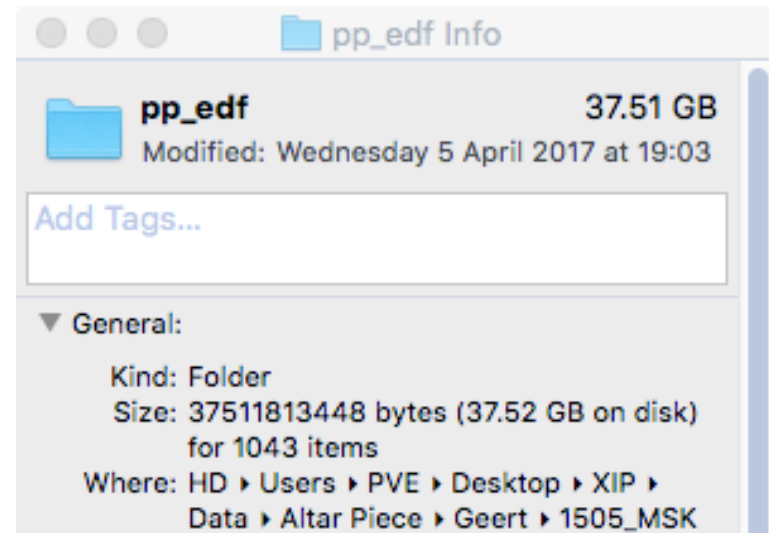 pp_edf Info
pp_edf 37.51 GB
Modified: Wednesday 5 April 2017 at 19:03
Add Tags...
▼ General:
Kind: Folder
Size: 37511813448 bytes (37.52 GB on disk)
for 1043 items
Where: HD ▸ Users ▸ PVE ▸ Desktop ▸ XIP ▸
Data ▸ Altar Piece ▸ Geert ▸ 1505_MSK